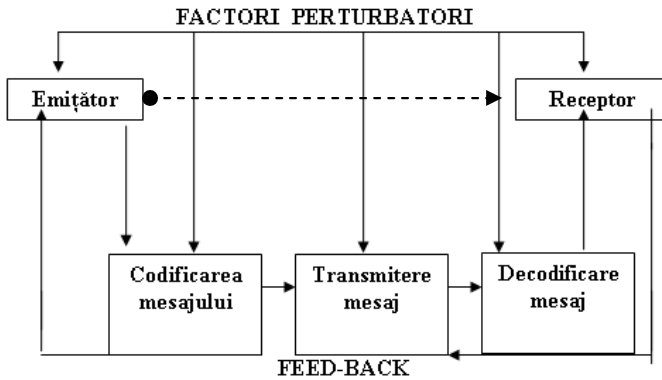 FACTORI PERTURBATORI
Emițător
Receptor
Codificarea
mesajului
Transmitere
mesaj
Decodificare
mesaj
FEED-BACK